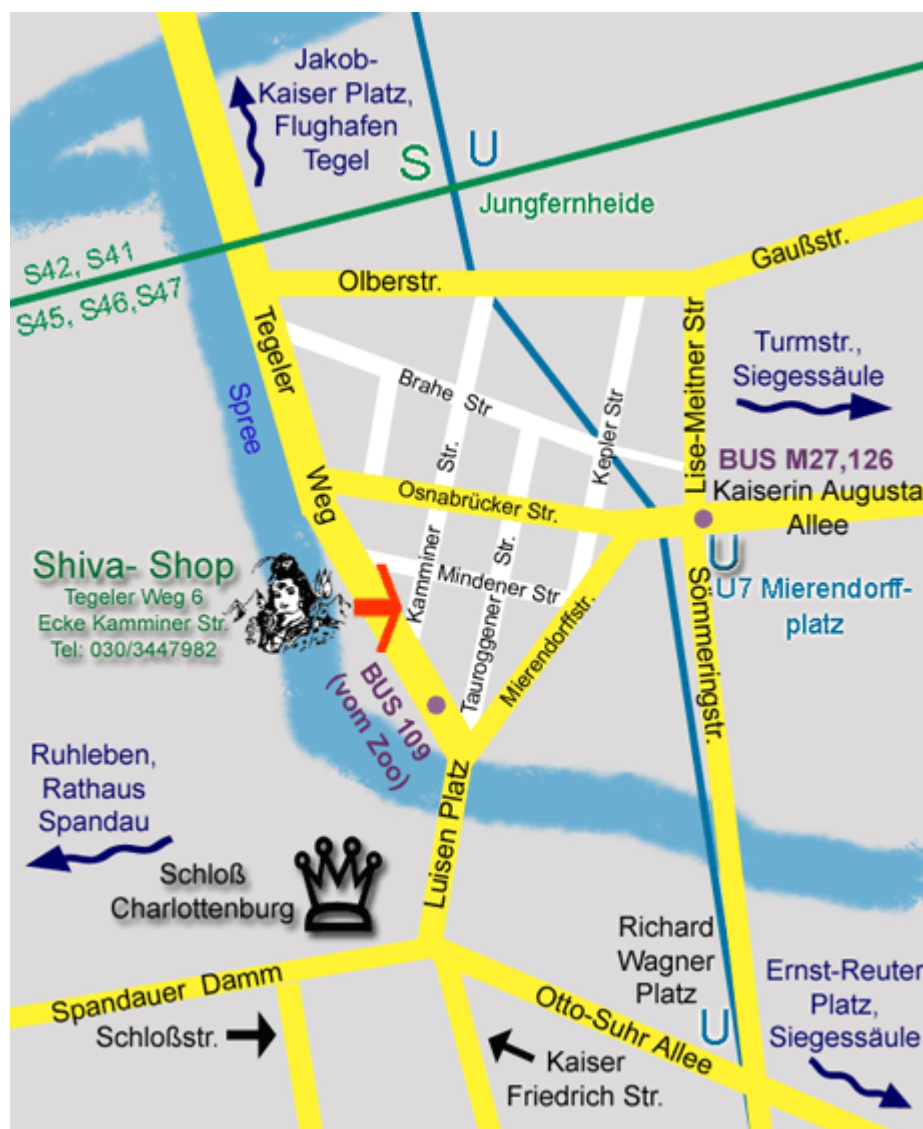 Jakob-
Kaiser Platz,
Flughafen
Tegel
S
U
Jungfernheide
S42, S41
S45, S46,S47
Olberstr.
Gaußstr.
Tegeler
Weg
Spree
Brahe Str
Kamminer
Str.
Kepler Str
Lise-Meitner Str
Turmstr.,
Siegessäule
BUS M27,126
Kaiserin Augusta
Allee
Osnabrücker Str.
U
U7 Mierendorff-
platz
Mindener Str
Tauroggener
Str.
Mierendorffstr.
Sömmeringstr.
Shiva- Shop
Tegeler Weg 6
Ecke Kamminer Str.
Tel: 030/3447982
BUS 109
(vom Zoo)
Ruhleben,
Rathaus
Spandau
Luisen Platz
Schloß
Charlottenburg
Richard
Wagner
Platz
U
Ernst-Reuter
Platz,
Siegessäule
Spandauer Damm
Otto-Suhr Allee
Schloßstr.
Kaiser
Friedrich Str.